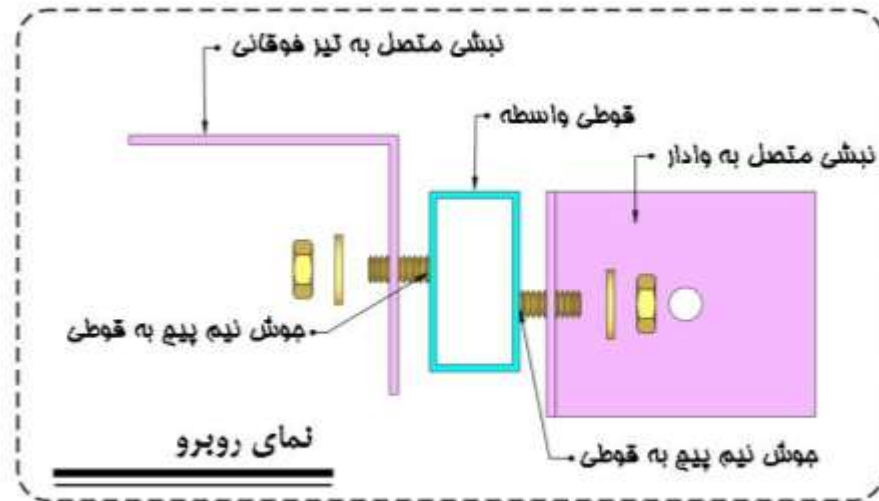 نبشی متصل به تیر فوقانی
قوطی واسطه
نبشی متصل به وادار
جوش نیم پیچ به قوطی
نمای روبرو
جوش نیم پیچ به قوطی